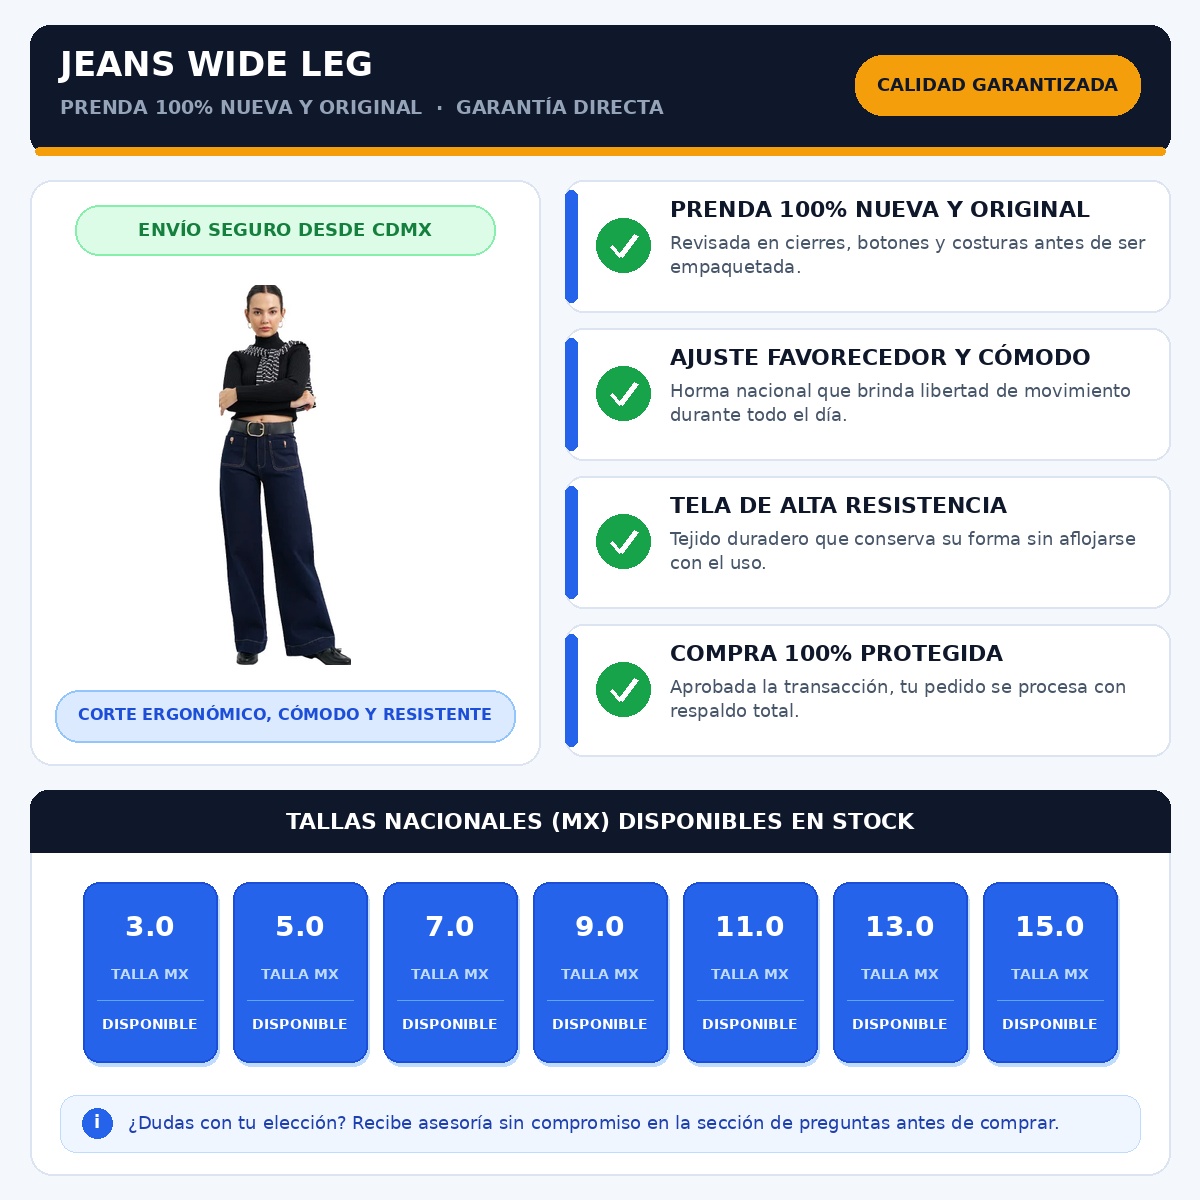 JEANS WIDE LEG
PRENDA 100% NUEVA Y ORIGINAL · GARANTÍA DIRECTA
CALIDAD GARANTIZADA
ENVÍO SEGURO DESDE CDMX
CORTE ERGONÓMICO, CÓMODO Y RESISTENTE
PRENDA 100% NUEVA Y ORIGINAL
Revisada en cierres, botones y costuras antes de ser
empaquetada.
AJUSTE FAVORECEDOR Y CÓMODO
Horma nacional que brinda libertad de movimiento
durante todo el día.
TELA DE ALTA RESISTENCIA
Tejido duradero que conserva su forma sin aflojarse
con el uso.
COMPRA 100% PROTEGIDA
Aprobada la transacción, tu pedido se procesa con
respaldo total.
TALLAS NACIONALES (MX) DISPONIBLES EN STOCK
3.0
TALLA MX
DISPONIBLE
5.0
TALLA MX
DISPONIBLE
7.0
TALLA MX
DISPONIBLE
9.0
TALLA MX
DISPONIBLE
11.0
TALLA MX
DISPONIBLE
13.0
TALLA MX
DISPONIBLE
15.0
TALLA MX
DISPONIBLE
i ¿Dudas con tu elección? Recibe asesoría sin compromiso en la sección de preguntas antes de comprar.